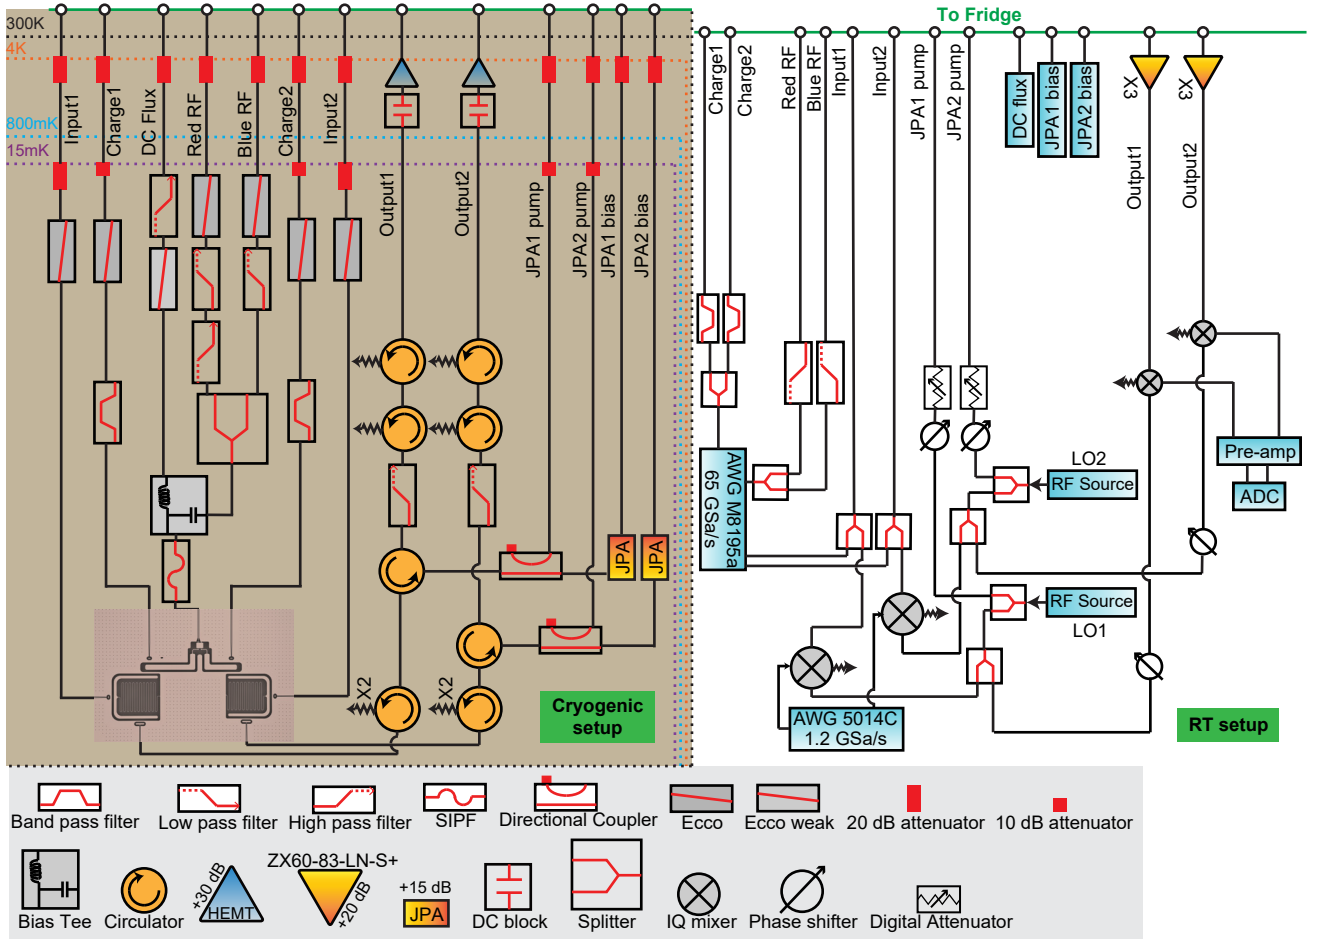 To Fridge
300K
4K
800mK
15mK
Input1
Charge1
DC Flux
Red RF
Blue RF
Charge2
Input2
Output1
Output2
JPA1 pump
JPA2 pump
JPA1 bias
JPA2 bias
JPA
JPA
X2
X2
Cryogenic
setup
Charge1
Charge2
Red RF
Blue RF
Input1
Input2
JPA1 pump
JPA2 pump
DC flux
JPA1 bias
JPA2 bias
X3
X3
Output1
Output2
Pre-amp
ADC
LO2
RF Source
RF Source
LO1
AWG M8195a
65 GSa/s
AWG 5014C
1.2 GSa/s
RT setup
Band pass filter
Low pass filter
High pass filter
SIPF
Directional Coupler
Ecco
Ecco weak
20 dB attenuator
10 dB attenuator
Bias Tee
Circulator
+30 dB
HEMT
ZX60-83-LN-S+
+20 dB
+15 dB
JPA
DC block
Splitter
IQ mixer
Phase shifter
Digital Attenuator